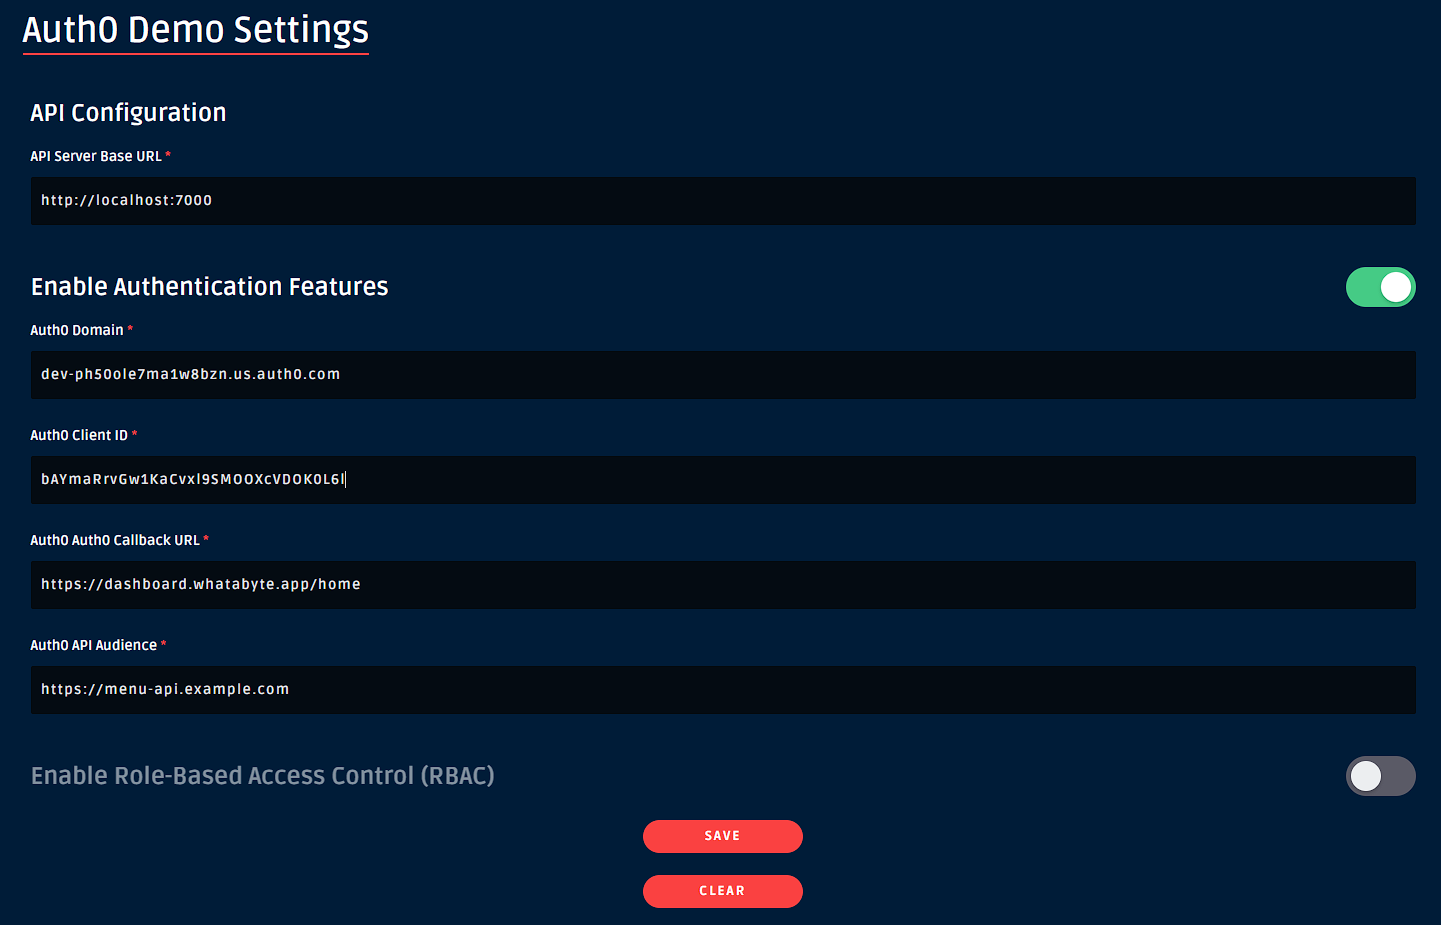 Auth0 Demo Settings
API Configuration
API Server Base URL *
http://localhost:7000
Enable Authentication Features
Auth0 Domain *
dev-ph50ole7ma1w8bzn.us.auth0.com
Auth0 Client ID *
bAYmaRrvGw1KaCvxl9SMOOXcVDOK0L6l
Auth0 Auth0 Callback URL *
https://dashboard.whatabyte.app/home
Auth0 API Audience *
https://menu-api.example.com
Enable Role-Based Access Control (RBAC)
SAVE
CLEAR